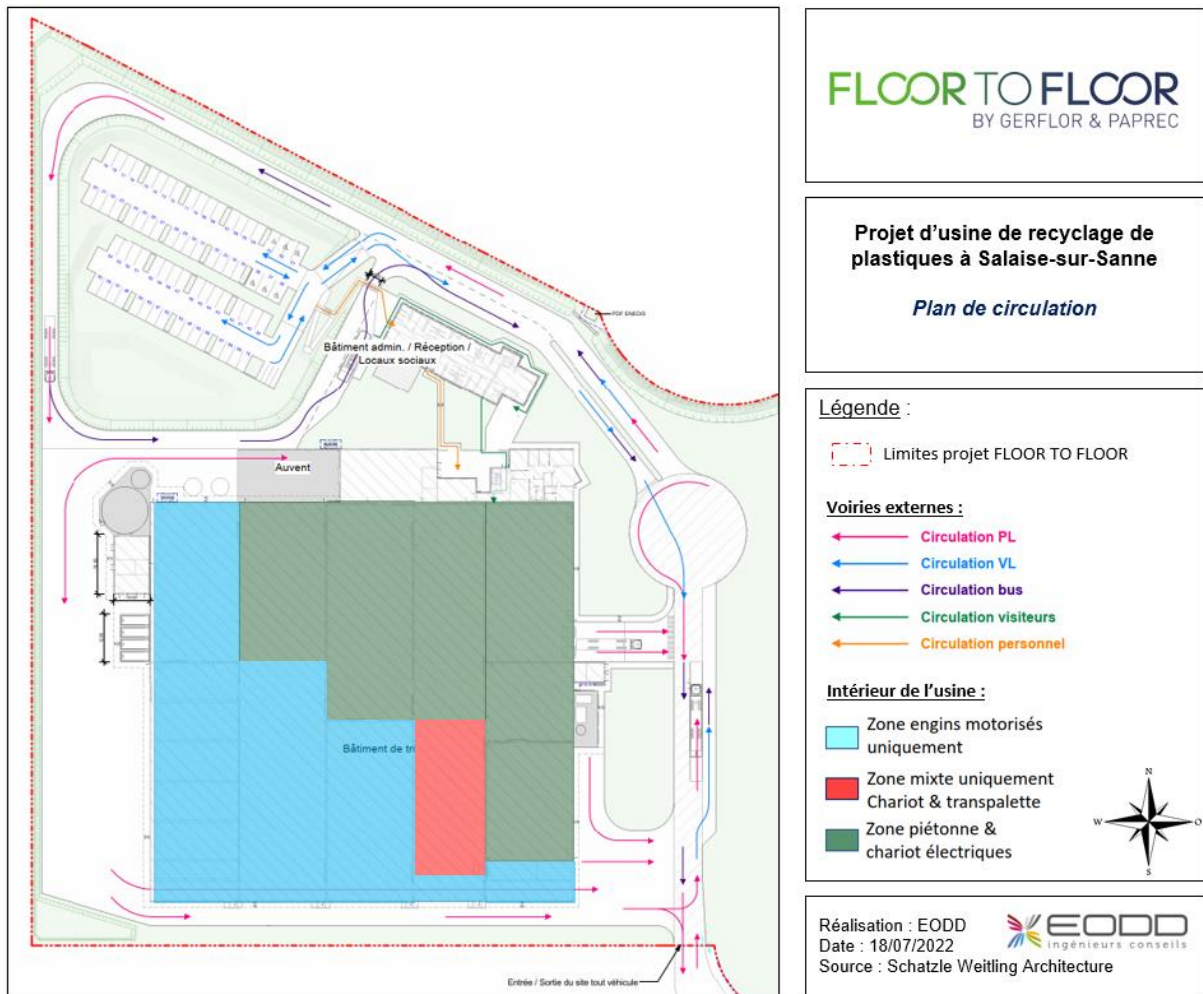 POP ENEDIS
Bâtiment admin. / Réception /
Locaux sociaux
Auvent
Bâtiment de tri
Entrée / Sortie du site tout véhicule
FLOOR TO FLOOR
BY GERFLOR & PAPREC
Projet d'usine de recyclage de
plastiques à Salaise-sur-Sanne
Plan de circulation
Légende :
Limites projet FLOOR TO FLOOR
Voiries externes :
Circulation PL
Circulation VL
Circulation bus
Circulation visiteurs
Circulation personnel
Intérieur de l'usine :
Zone engins motorisés
uniquement
Zone mixte uniquement
Chariot & transpalette
Zone piétonne &
chariot électriques
N
W
O
S
Réalisation : EODD
Date : 18/07/2022
Source : Schatzle Weitling Architecture
EODD
ingénieurs conseils